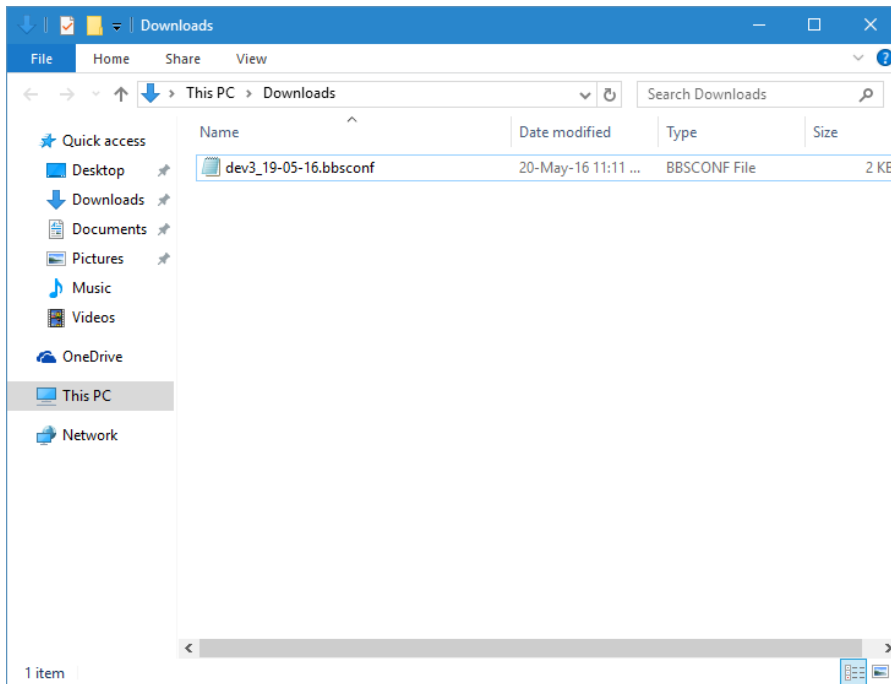 Downloads
File Home Share View
This PC > Downloads
Search Downloads
Name Date modified Type Size
dev3_19-05-16.bbsconf 20-May-16 11:11 ... BBSCONF File 2 KB
Quick access
Desktop
Downloads
Documents
Pictures
Music
Videos
OneDrive
This PC
Network
1 item